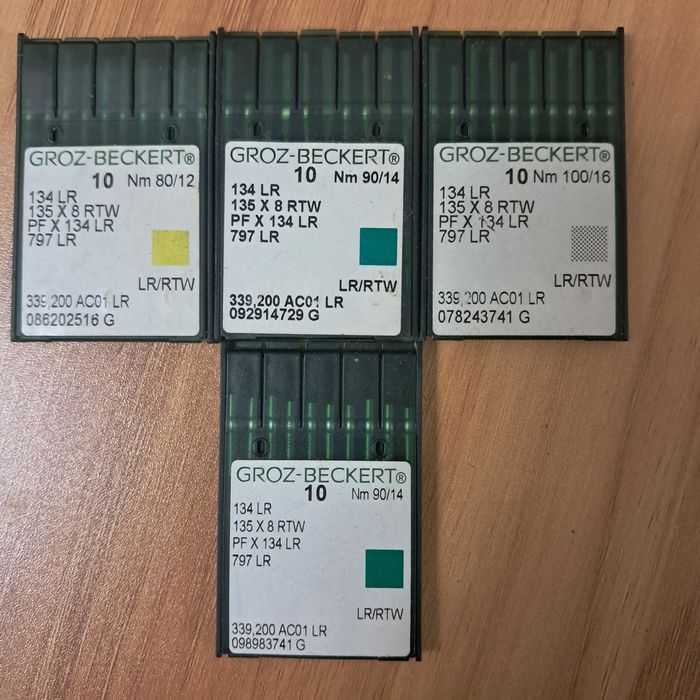 GROZ-BECKERT®
10 Nm 80/12
134 LR
135 X 8 RTW
PF X 134 LR
797 LR
LR/RTW
339,200 AC01 LR
086202516 G
GROZ-BECKERT®
10 Nm 90/14
134 LR
135 X 8 RTW
PF X 134 LR
797 LR
LR/RTW
339,200 AC01 LR
092914729 G
GROZ-BECKERT®
10 Nm 100/16
134 LR
135 X 8 RTW
PF X 134 LR
797 LR
LR/RTW
339,200 AC01 LR
078243741 G
GROZ-BECKERT®
10 Nm 90/14
134 LR
135 X 8 RTW
PF X 134 LR
797 LR
LR/RTW
339,200 AC01 LR
098983741 G